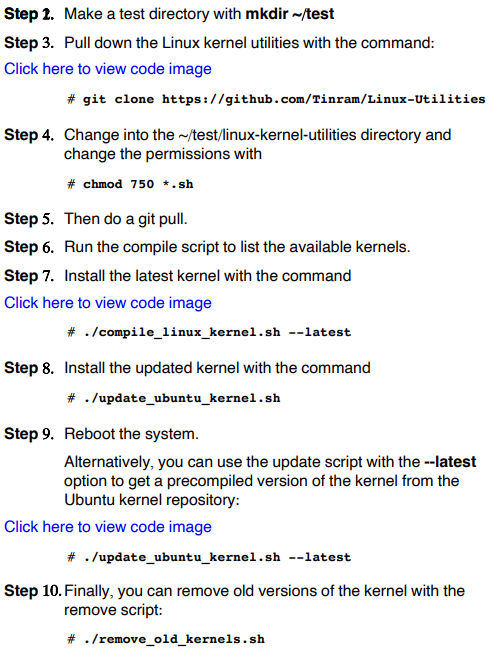 Step 2. Make a test directory with mkdir ~/test
Step 3. Pull down the Linux kernel utilities with the command:
Click here to view code image
# git clone https://github.com/Tinram/Linux-Utilities
Step 4. Change into the ~/test/linux-kernel-utilities directory and
change the permissions with
# chmod 750 *.sh
Step 5. Then do a git pull.
Step 6. Run the compile script to list the available kernels.
Step 7. Install the latest kernel with the command
Click here to view code image
# ./compile_linux_kernel.sh --latest
Step 8. Install the updated kernel with the command
# ./update_ubuntu_kernel.sh
Step 9. Reboot the system.
Alternatively, you can use the update script with the --latest
option to get a precompiled version of the kernel from the
Ubuntu kernel repository:
Click here to view code image
# ./update_ubuntu_kernel.sh --latest
Step 10. Finally, you can remove old versions of the kernel with the
remove script:
# ./remove_old_kernels.sh